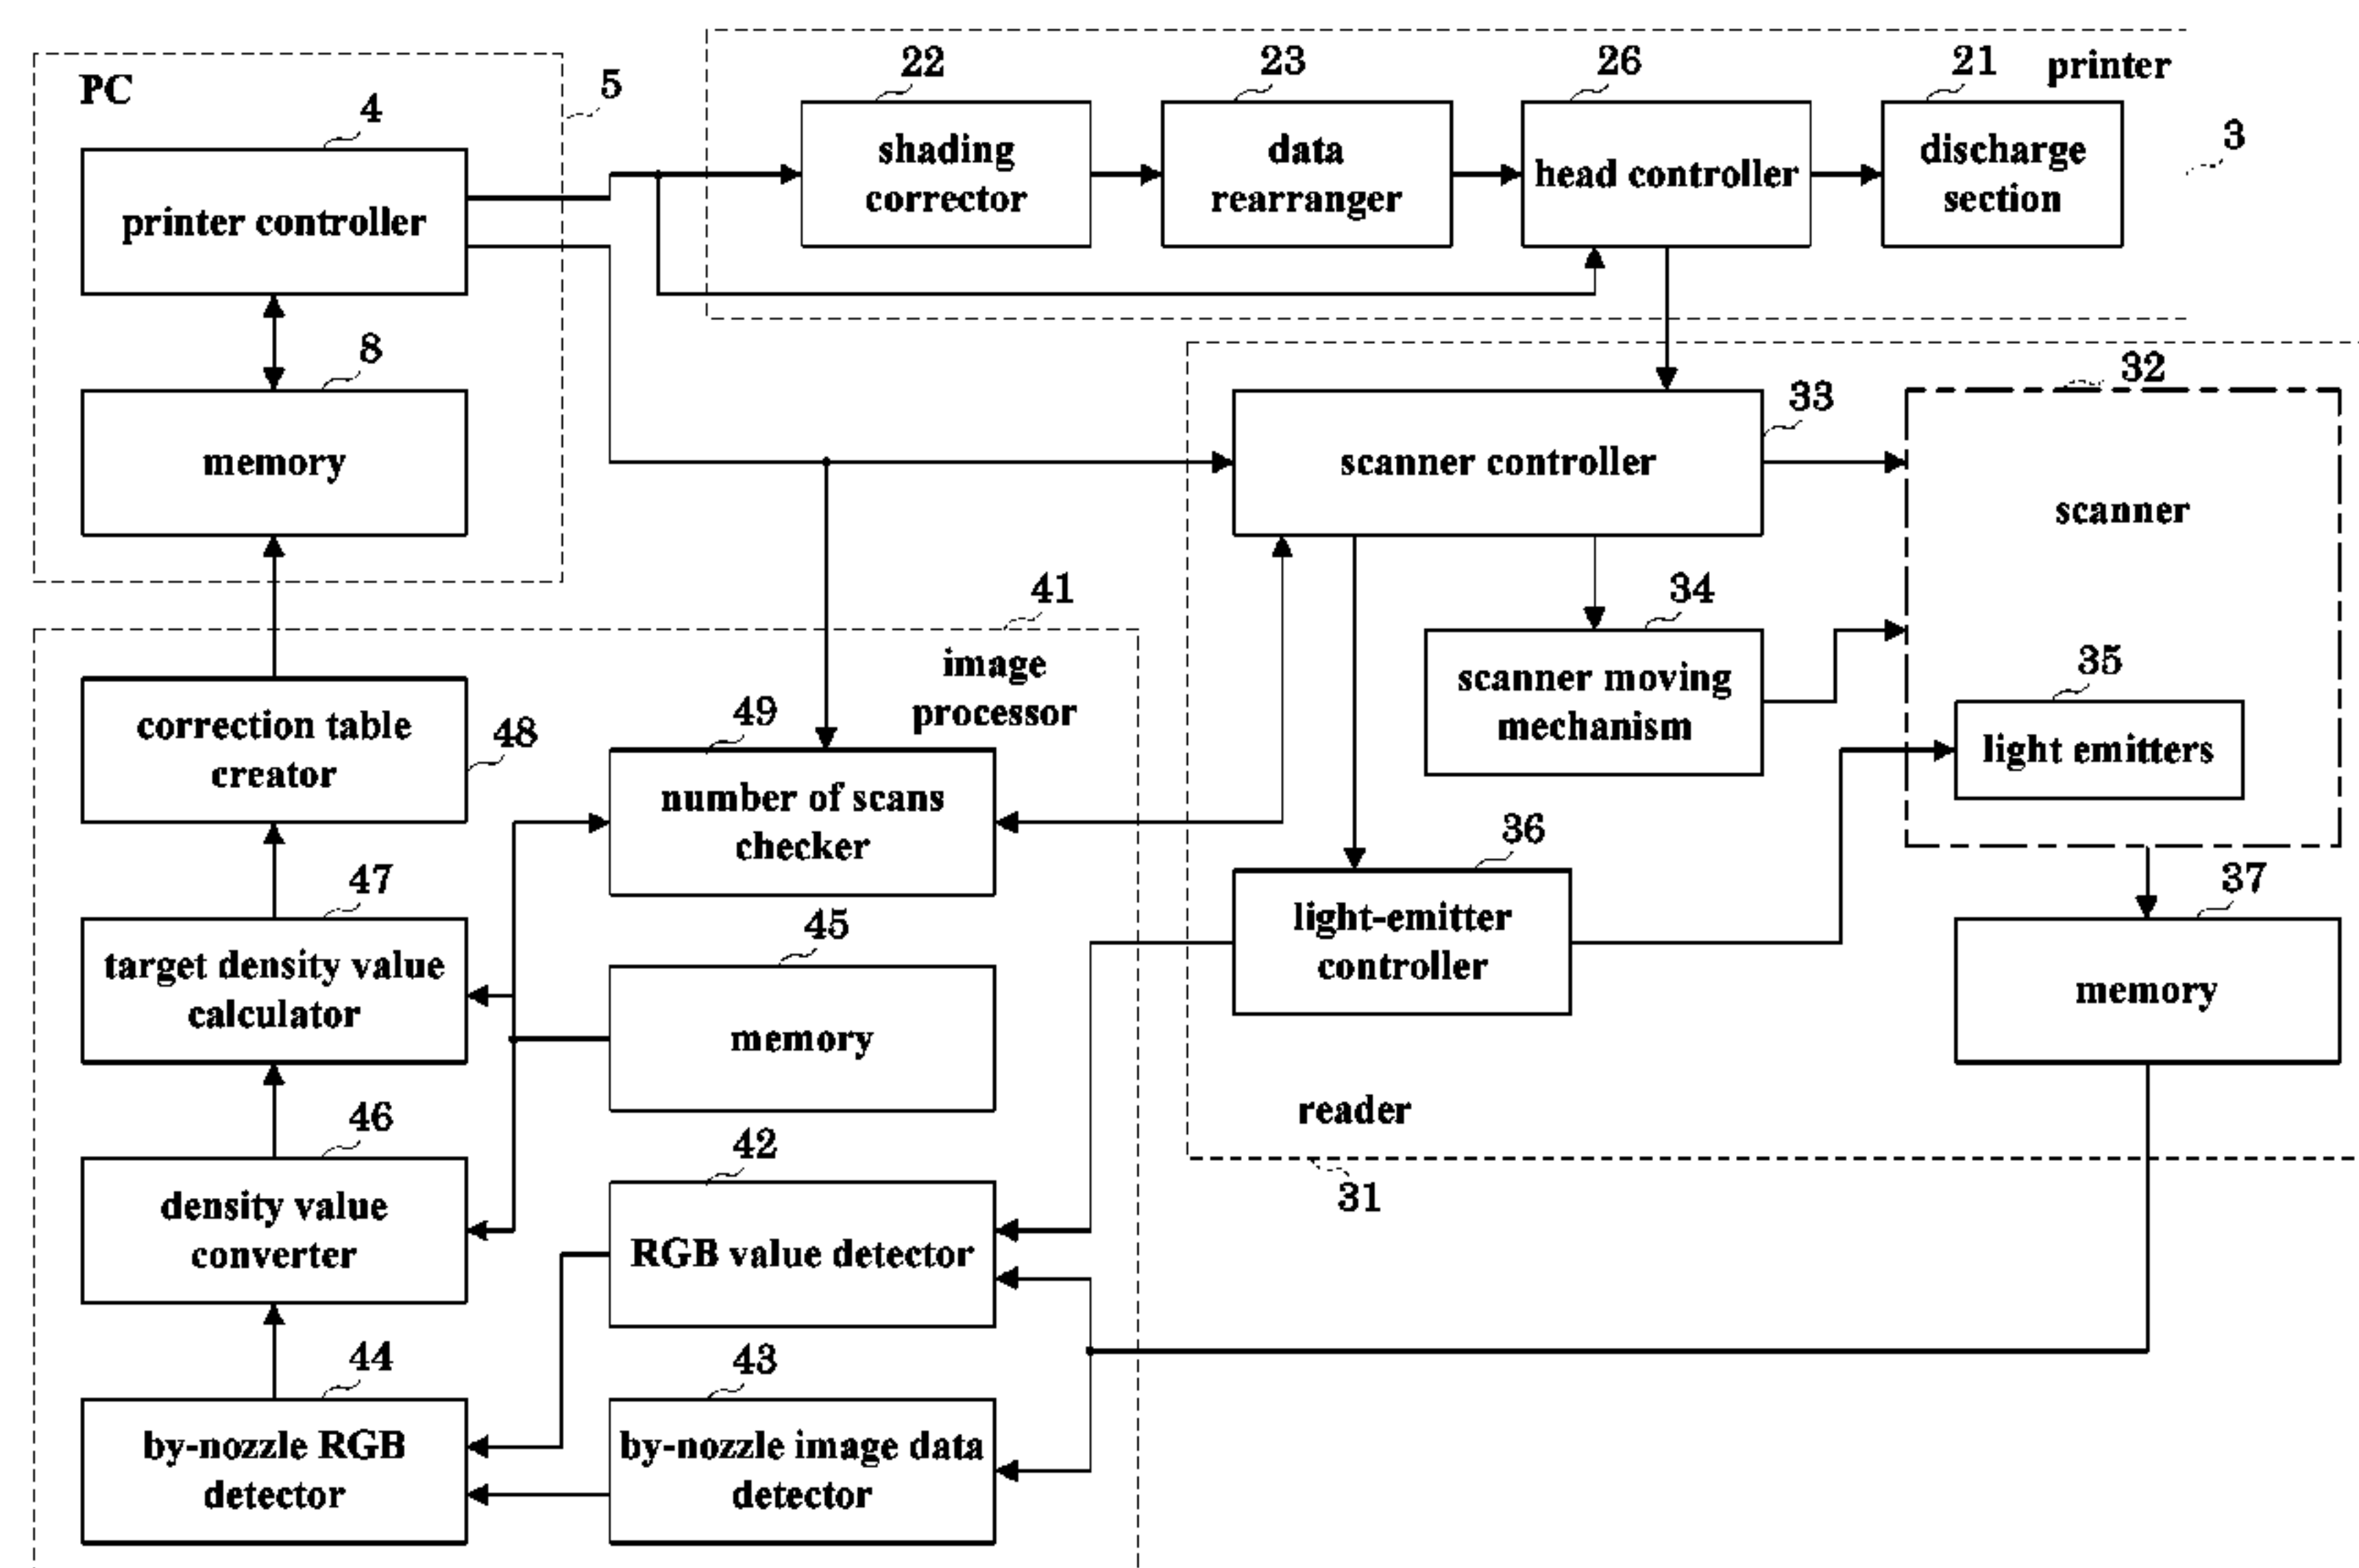 PC
5
4
printer controller
8
memory
22
shading
corrector
23
data
rearranger
26
head controller
21
discharge
section
printer
3
32
33
scanner controller
scanner
34
scanner moving
mechanism
35
light emitters
36
light-emitter
controller
37
memory
reader
31
41
image
processor
correction table
creator
48
49
number of scans
checker
47
target density value
calculator
45
memory
46
density value
converter
42
RGB value detector
44
by-nozzle RGB
detector
43
by-nozzle image data
detector